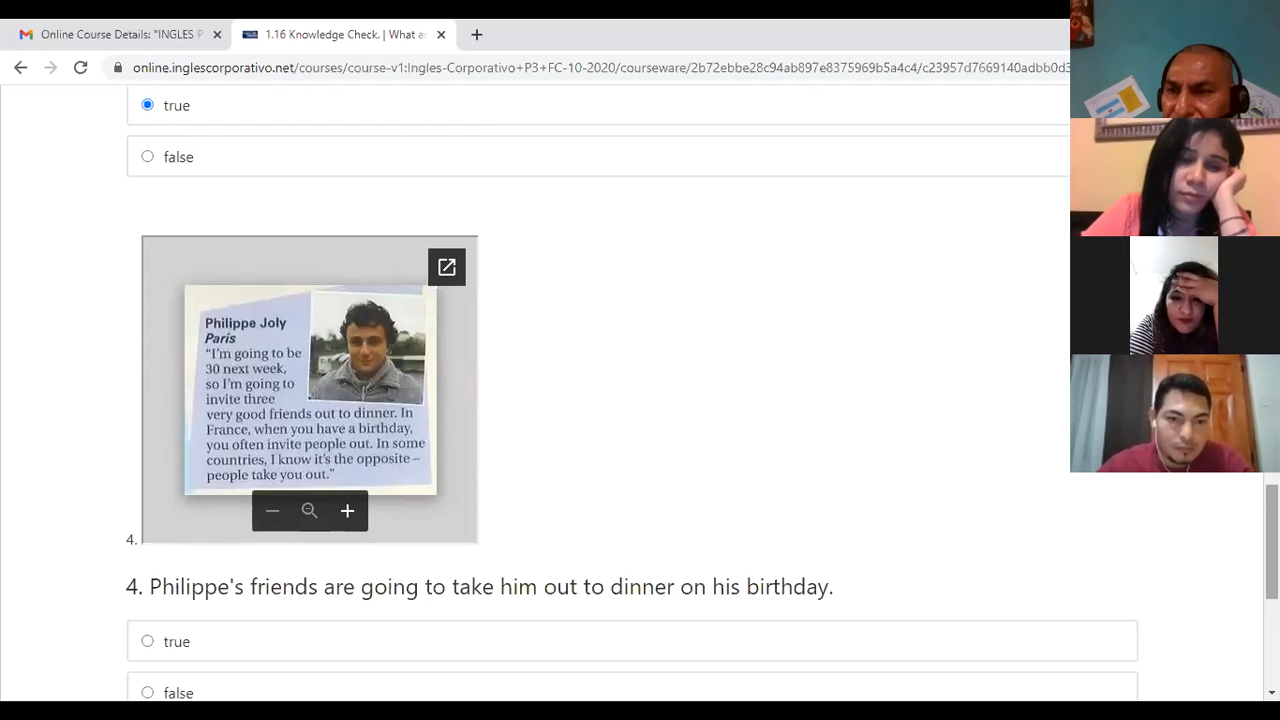 Online Course Details: "INGLES P
1.16 Knowledge Check. | What a
online.inglescorporativo.net/courses/course-v1:Ingles-Corporativo+P3+FC-10-2020/courseware/2b72ebbe28c94ab897e8375969b5a4c4/c23957d7669140adbb0d3
true
false
Philippe Joly
Paris
"I'm going to be
30 next week,
so I'm going to
invite three
very good friends out to dinner. In
France, when you have a birthday,
you often invite people out. In some
countries, I know it's the opposite –
people take you out."
4.
4. Philippe's friends are going to take him out to dinner on his birthday.
true
false